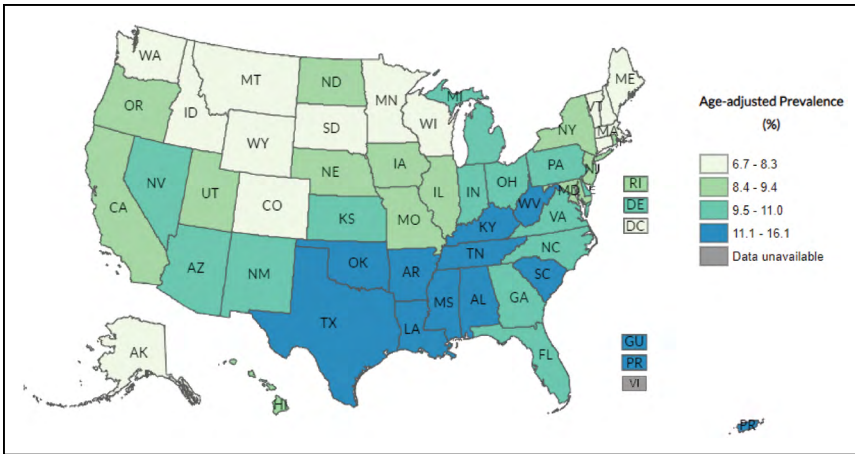 WA
MT
ND
MN
ME
OR
ID
SD
WI
MI
VT
NY
MA
WY
NE
IA
PA
NJ
NV
UT
CO
IL
IN
OH
MD
CA
KS
MO
WV
VA
KY
AZ
NM
OK
AR
TN
NC
SC
TX
LA
MS
AL
GA
FL
AK
HI
RI
DE
DC
GU
PR
VI
PR
Age-adjusted Prevalence
(%)
6.7 - 8.3
8.4 - 9.4
9.5 - 11.0
11.1 - 16.1
Data unavailable